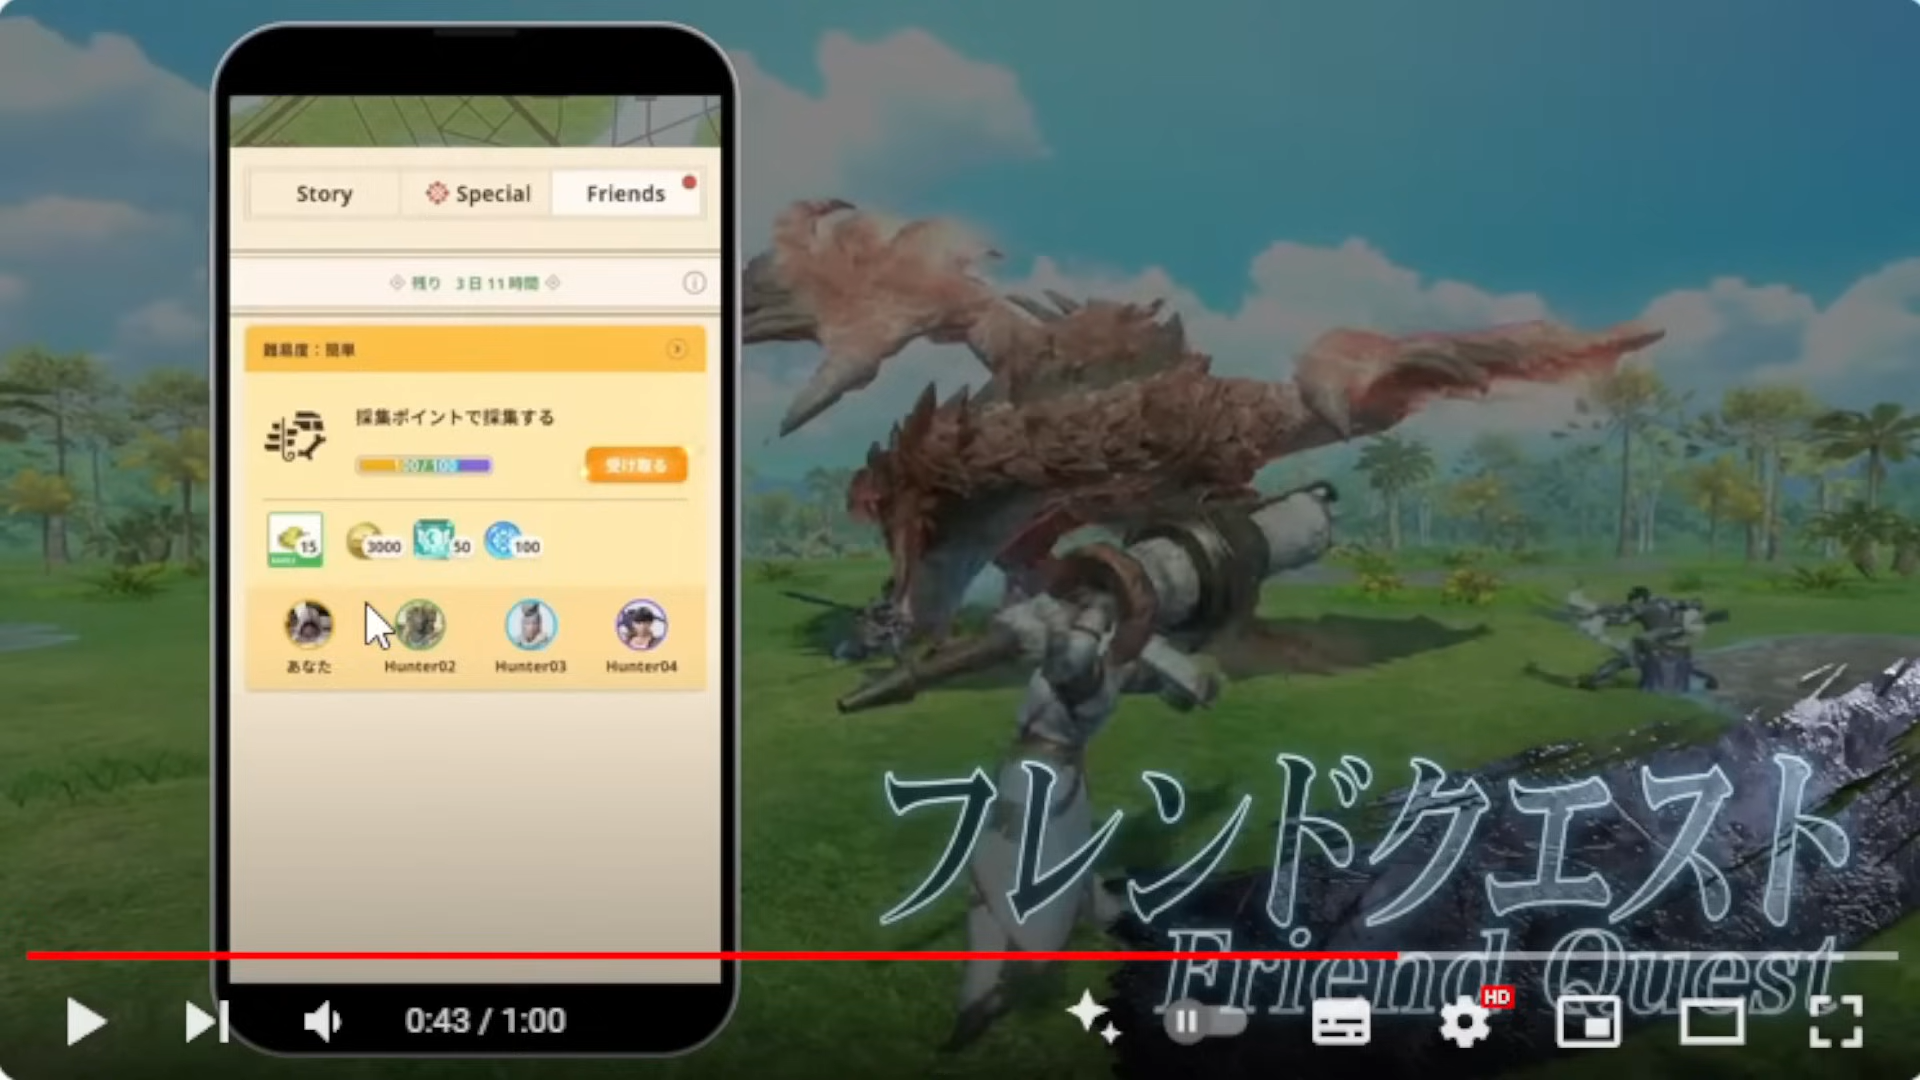 Story
Special
Friends
残り 3日11時間
難易度：簡単
採集ポイントで採集する
100/100
受け取る
15
3000
50
100
あなた
Hunter02
Hunter03
Hunter04
フレンドクエスト
Friend Quest
0:43 / 1:00
HD